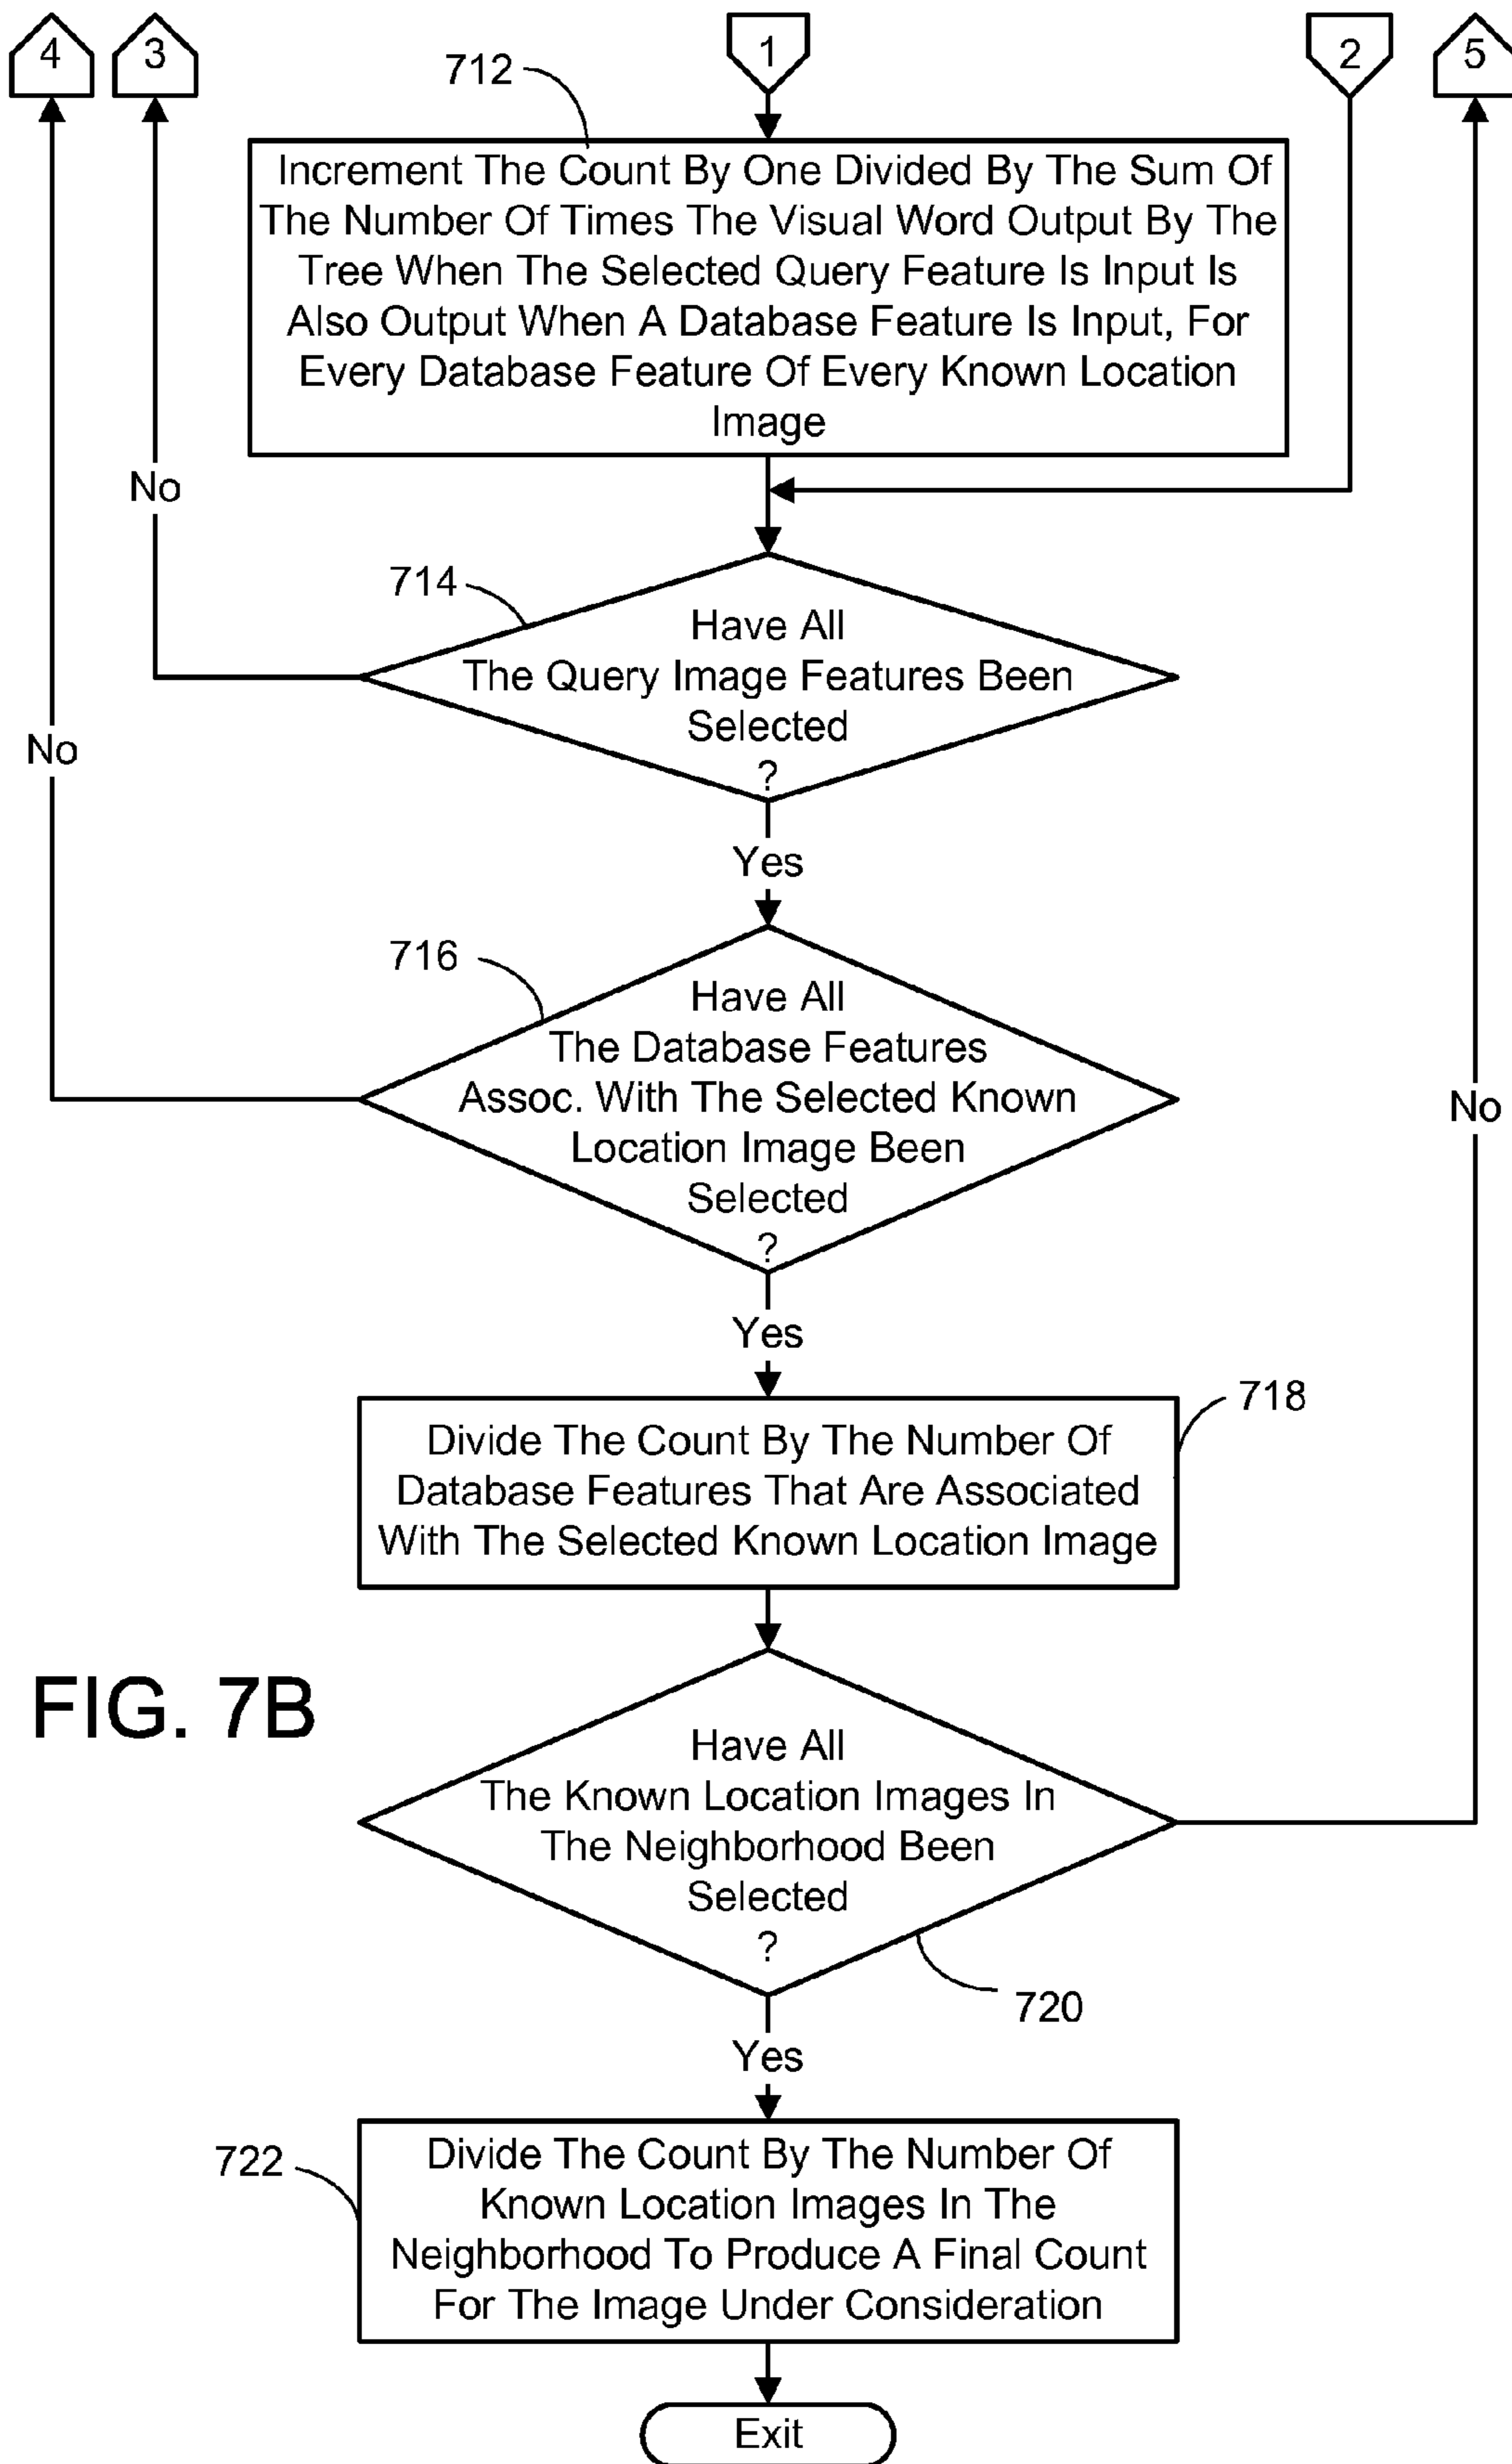 4
3
1
2
5
712
Increment The Count By One Divided By The Sum Of
The Number Of Times The Visual Word Output By The
Tree When The Selected Query Feature Is Input Is
Also Output When A Database Feature Is Input, For
Every Database Feature Of Every Known Location
Image
No
714
Have All
The Query Image Features Been
Selected
?
No
Yes
716
Have All
The Database Features
Assoc. With The Selected Known
Location Image Been
Selected
?
No
Yes
718
Divide The Count By The Number Of
Database Features That Are Associated
With The Selected Known Location Image
FIG. 7B
Have All
The Known Location Images In
The Neighborhood Been
Selected
?
720
Yes
722
Divide The Count By The Number Of
Known Location Images In The
Neighborhood To Produce A Final Count
For The Image Under Consideration
Exit